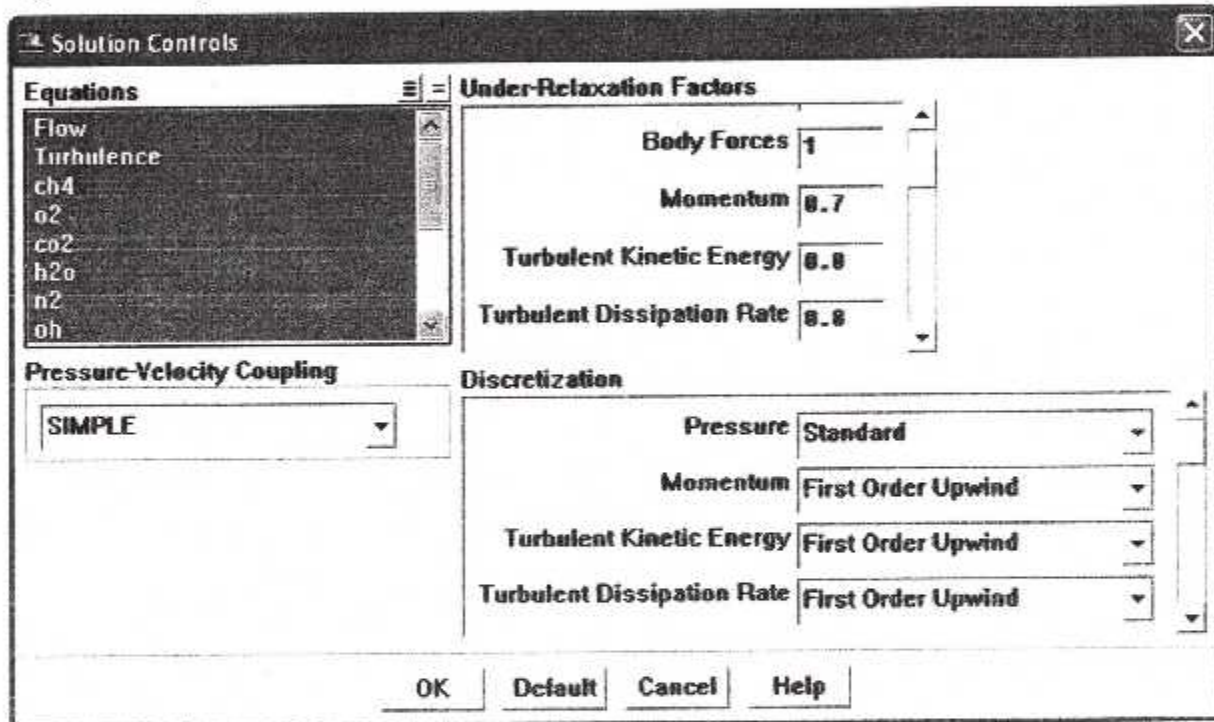 Solution Controls
Equations
Flow
Turbulence
ch4
o2
co2
h2o
n2
oh
Pressure-Velocity Coupling
SIMPLE
Under-Relaxation Factors
Body Forces 1
Momentum 0.7
Turbulent Kinetic Energy 0.8
Turbulent Dissipation Rate 0.8
Discretization
Pressure Standard
Momentum First Order Upwind
Turbulent Kinetic Energy First Order Upwind
Turbulent Dissipation Rate First Order Upwind
OK Default Cancel Help